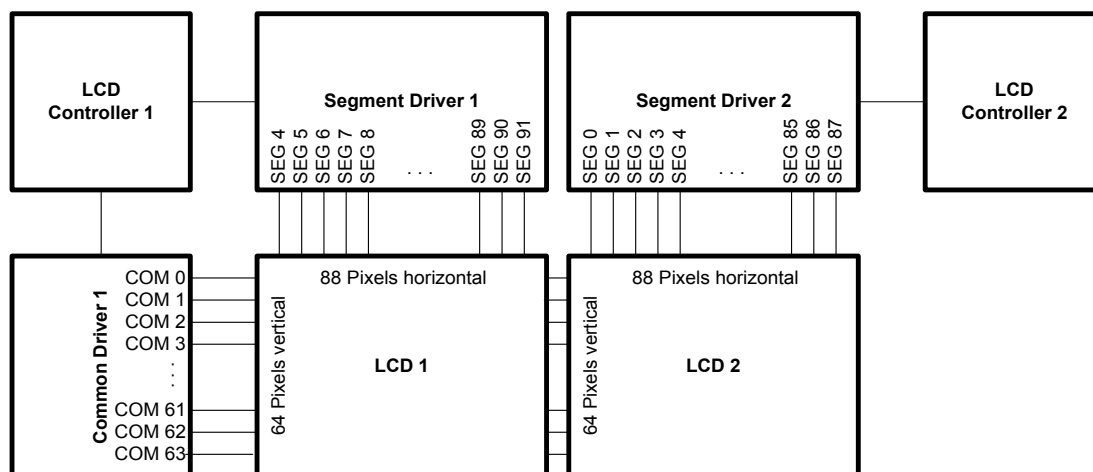 LCD
Controller 1
Segment Driver 1
SEG 4
SEG 5
SEG 6
SEG 7
SEG 8
. . .
SEG 89
SEG 90
SEG 91
Segment Driver 2
SEG 0
SEG 1
SEG 2
SEG 3
SEG 4
. . .
SEG 85
SEG 86
SEG 87
LCD
Controller 2
Common Driver 1
COM 0
COM 1
COM 2
COM 3
. . .
COM 61
COM 62
COM 63
88 Pixels horizontal
64 Pixels vertical
LCD 1
88 Pixels horizontal
64 Pixels vertical
LCD 2